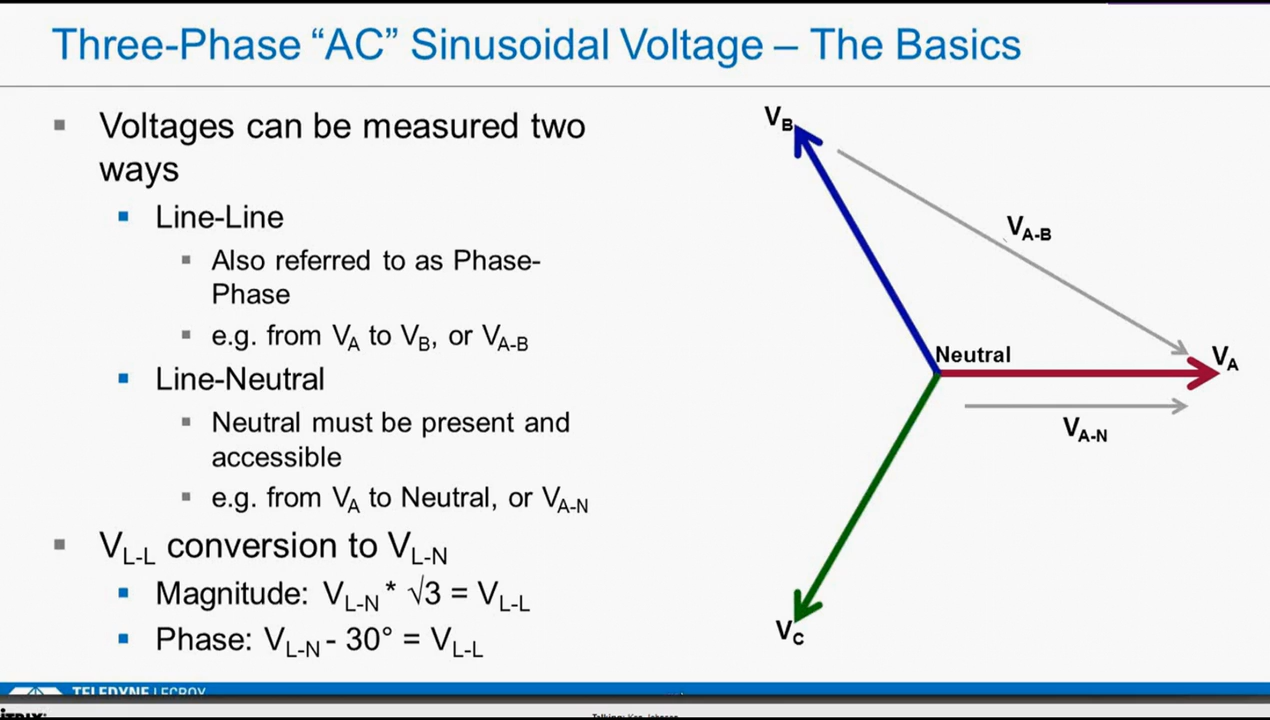 Three-Phase “AC” Sinusoidal Voltage – The Basics
Voltages can be measured two
ways
Line-Line
Also referred to as Phase-
Phase
e.g. from VA to VB, or VA-B
Line-Neutral
Neutral must be present and
accessible
e.g. from VA to Neutral, or VA-N
VL-L conversion to VL-N
Magnitude: VL-N * √3 = VL-L
Phase: VL-N - 30° = VL-L
VB
VA-B
Neutral
VA
VA-N
VC
TELEDYNE LECROY